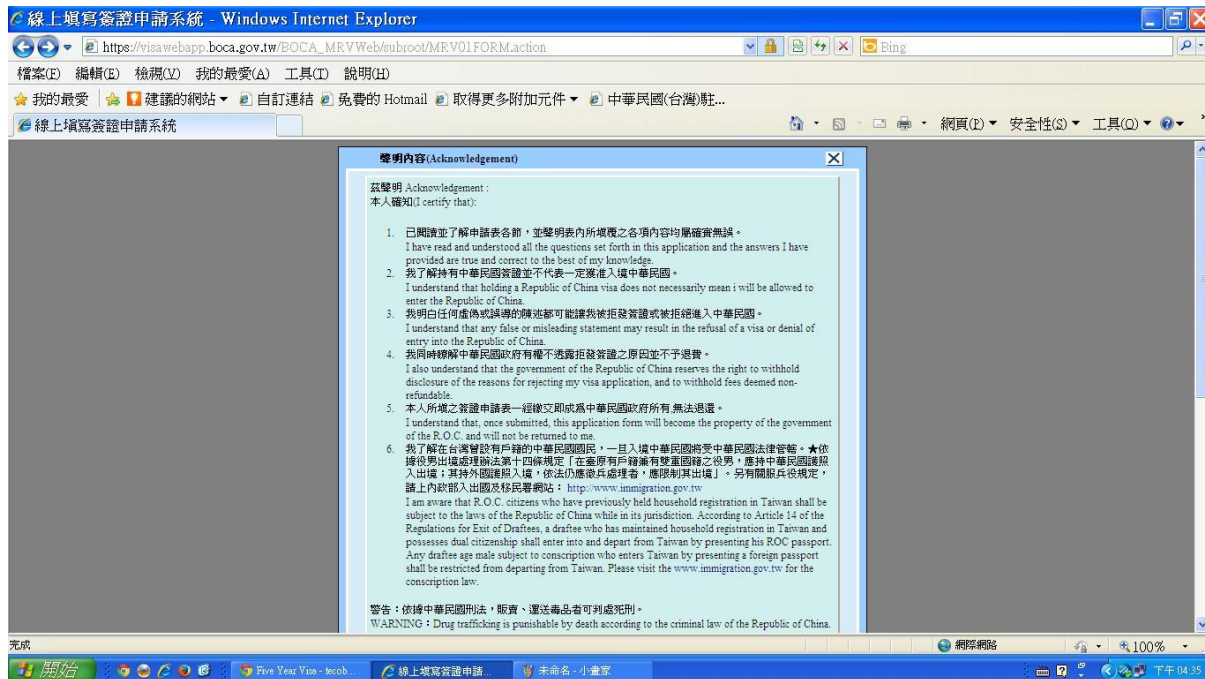 線上填寫簽證申請系統 - Windows Internet Explorer
https://visawebapp.boca.gov.tw/BOCA_MRVWeb/subroot/MRV01FORM.action
Bing
檔案(F) 編輯(E) 檢視(V) 我的最愛(A) 工具(T) 說明(H)
我的最愛 建議的網站 自訂連結 免費的 Hotmail 取得更多附加元件 中華民國(台灣)駐...
線上填寫簽證申請系統 網頁(P) 安全性(S) 工具(O)
聲明內容(Acknowledgement)
茲聲明 Acknowledgement :
本人確知(I certify that):
1. 已閱讀並了解申請表各節，並聲明表內所填覆之各項內容均屬確實無誤。
I have read and understood all the questions set forth in this application and the answers I have
provided are true and correct to the best of my knowledge.
2. 我了解持有中華民國簽證並不代表一定獲准入境中華民國。
I understand that holding a Republic of China visa does not necessarily mean i will be allowed to
enter the Republic of China.
3. 我明白任何虛偽或誤導的陳述都可能讓我被拒發簽證或被拒絕進入中華民國。
I understand that any false or misleading statement may result in the refusal of a visa or denial of
entry into the Republic of China.
4. 我同時瞭解中華民國政府有權不透露拒發簽證之原因並不予退費。
I also understand that the government of the Republic of China reserves the right to withhold
disclosure of the reasons for rejecting my visa application, and to withhold fees deemed non-
refundable.
5. 本人所填之簽證申請表一經繳交即成為中華民國政府所有,無法退還。
I understand that, once submitted, this application form will become the property of the government
of the R.O.C. and will not be returned to me.
6. 我了解在台灣曾設有戶籍的中華民國國民，一旦入境中華民國將受中華民國法律管轄。★依
據役男出境處理辦法第十四條規定「在臺原有戶籍兼有雙重國籍之役男，應持中華民國護照
入出境；其持外國護照入境，依法仍應徵兵處理者，應限制其出境」。另有關服兵役規定，
請上內政部入出國及移民署網站： http://www.immigration.gov.tw
I am aware that R.O.C. citizens who have previously held household registration in Taiwan shall be
subject to the laws of the Republic of China while in its jurisdiction. According to Article 14 of the
Regulations for Exit of Draftees, a draftee who has maintained household registration in Taiwan and
possesses dual citizenship shall enter into and depart from Taiwan by presenting his ROC passport.
Any draftee age male subject to conscription who enters Taiwan by presenting a foreign passport
shall be restricted from departing from Taiwan. Please visit the www.immigration.gov.tw for the
conscription law.
警告：依據中華民國刑法，販賣、運送毒品者可判處死刑。
WARNING：Drug trafficking is punishable by death according to the criminal law of the Republic of China.
完成 網際網路 100%
開始 Five Year Visa - tecob... 線上填寫簽證申請... 未命名 - 小畫家 下午 04:35